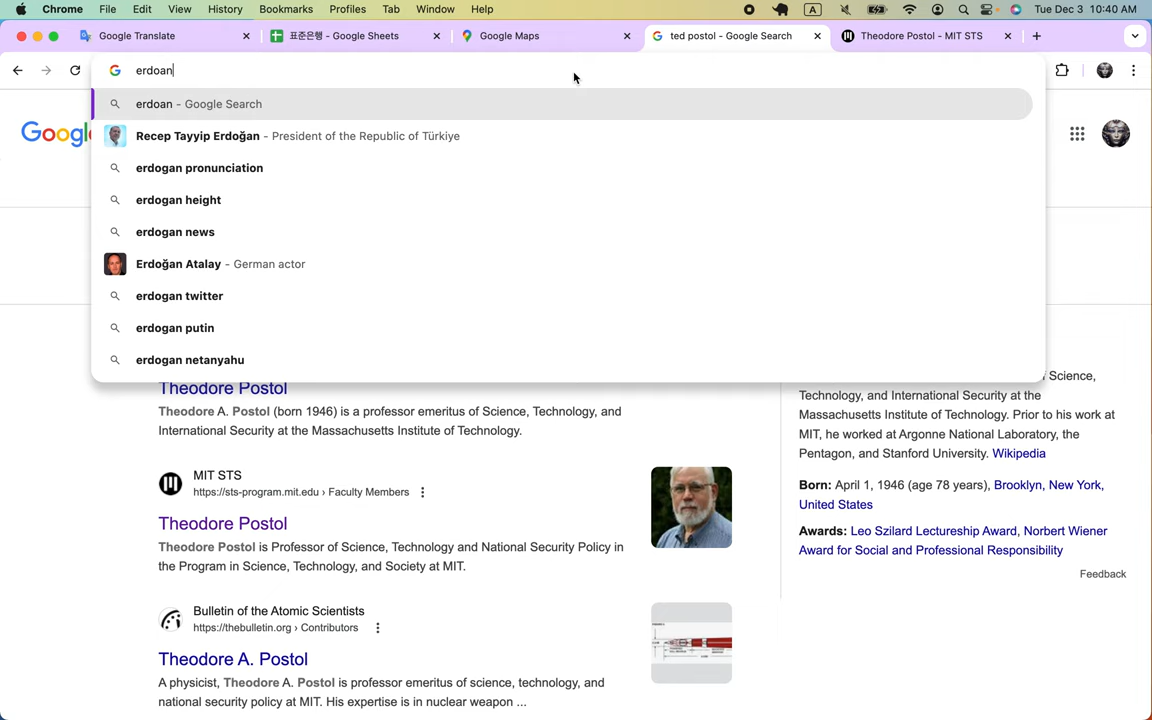 Chrome File Edit View History Bookmarks Profiles Tab Window Help A Tue Dec 3 10:40 AM
Google Translate 표준은행 - Google Sheets Google Maps ted postol - Google Search Theodore Postol - MIT STS
erdoan
erdoan - Google Search
Recep Tayyip Erdoğan - President of the Republic of Türkiye
erdogan pronunciation
erdogan height
erdogan news
Erdoğan Atalay - German actor
erdogan twitter
erdogan putin
erdogan netanyahu
Theodore Postol
Theodore A. Postol (born 1946) is a professor emeritus of Science, Technology, and
International Security at the Massachusetts Institute of Technology.
MIT STS
https://sts-program.mit.edu › Faculty Members
Theodore Postol
Theodore Postol is Professor of Science, Technology and National Security Policy in
the Program in Science, Technology, and Society at MIT.
Bulletin of the Atomic Scientists
https://thebulletin.org › Contributors
Theodore A. Postol
A physicist, Theodore A. Postol is professor emeritus of science, technology, and
national security policy at MIT. His expertise is in nuclear weapon ...
Science,
Technology, and International Security at the
Massachusetts Institute of Technology. Prior to his work at
MIT, he worked at Argonne National Laboratory, the
Pentagon, and Stanford University. Wikipedia
Born: April 1, 1946 (age 78 years), Brooklyn, New York,
United States
Awards: Leo Szilard Lectureship Award, Norbert Wiener
Award for Social and Professional Responsibility
Feedback